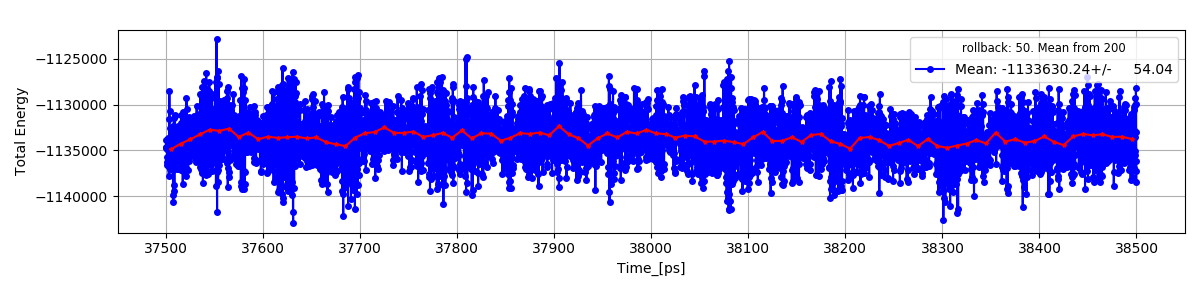 rollback: 50. Mean from 200
Mean: -1133630.24+/- 54.04
Total Energy
−1125000
−1130000
−1135000
−1140000
37500 37600 37700 37800 37900 38000 38100 38200 38300 38400 38500
Time_[ps]